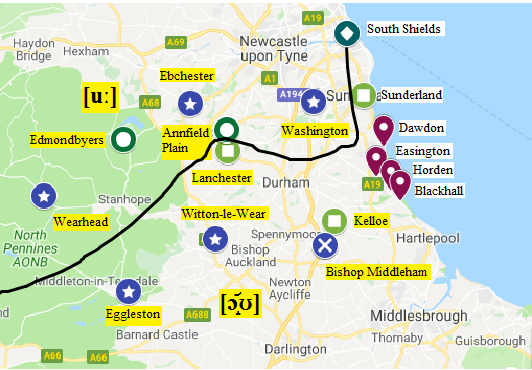 A19
South Shields
Newcastle
upon Tyne
A69
Haydon
Bridge
Hexham
Ebchester
A1
[uː]
A68
A194
Sunderland
Washington
Dawdon
Edmondbyers
Annfield
Plain
Easington
Horden
Lanchester
A19
Blackhall
Durham
Stanhope
Wearhead
Witton-le-Wear
Kelloe
Spennymoor
Hartlepool
North
Pennines
AONB
Bishop
Auckland
Bishop Middleham
Middleton-in-Teesdale
Newton
Aycliffe
Eggleston
A688
[ɔ̝̆ʊ]
Middlesbrough
Barnard Castle
Thornaby
Guisborough
Darlington
A66
A66